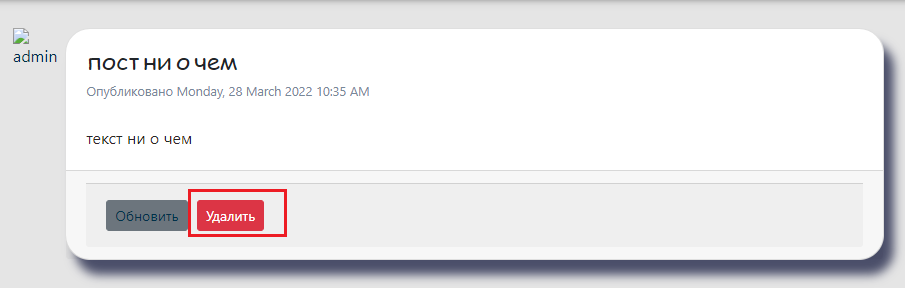 admin
пост ни о чем
Опубликовано Monday, 28 March 2022 10:35 AM
текст ни о чем
Обновить Удалить